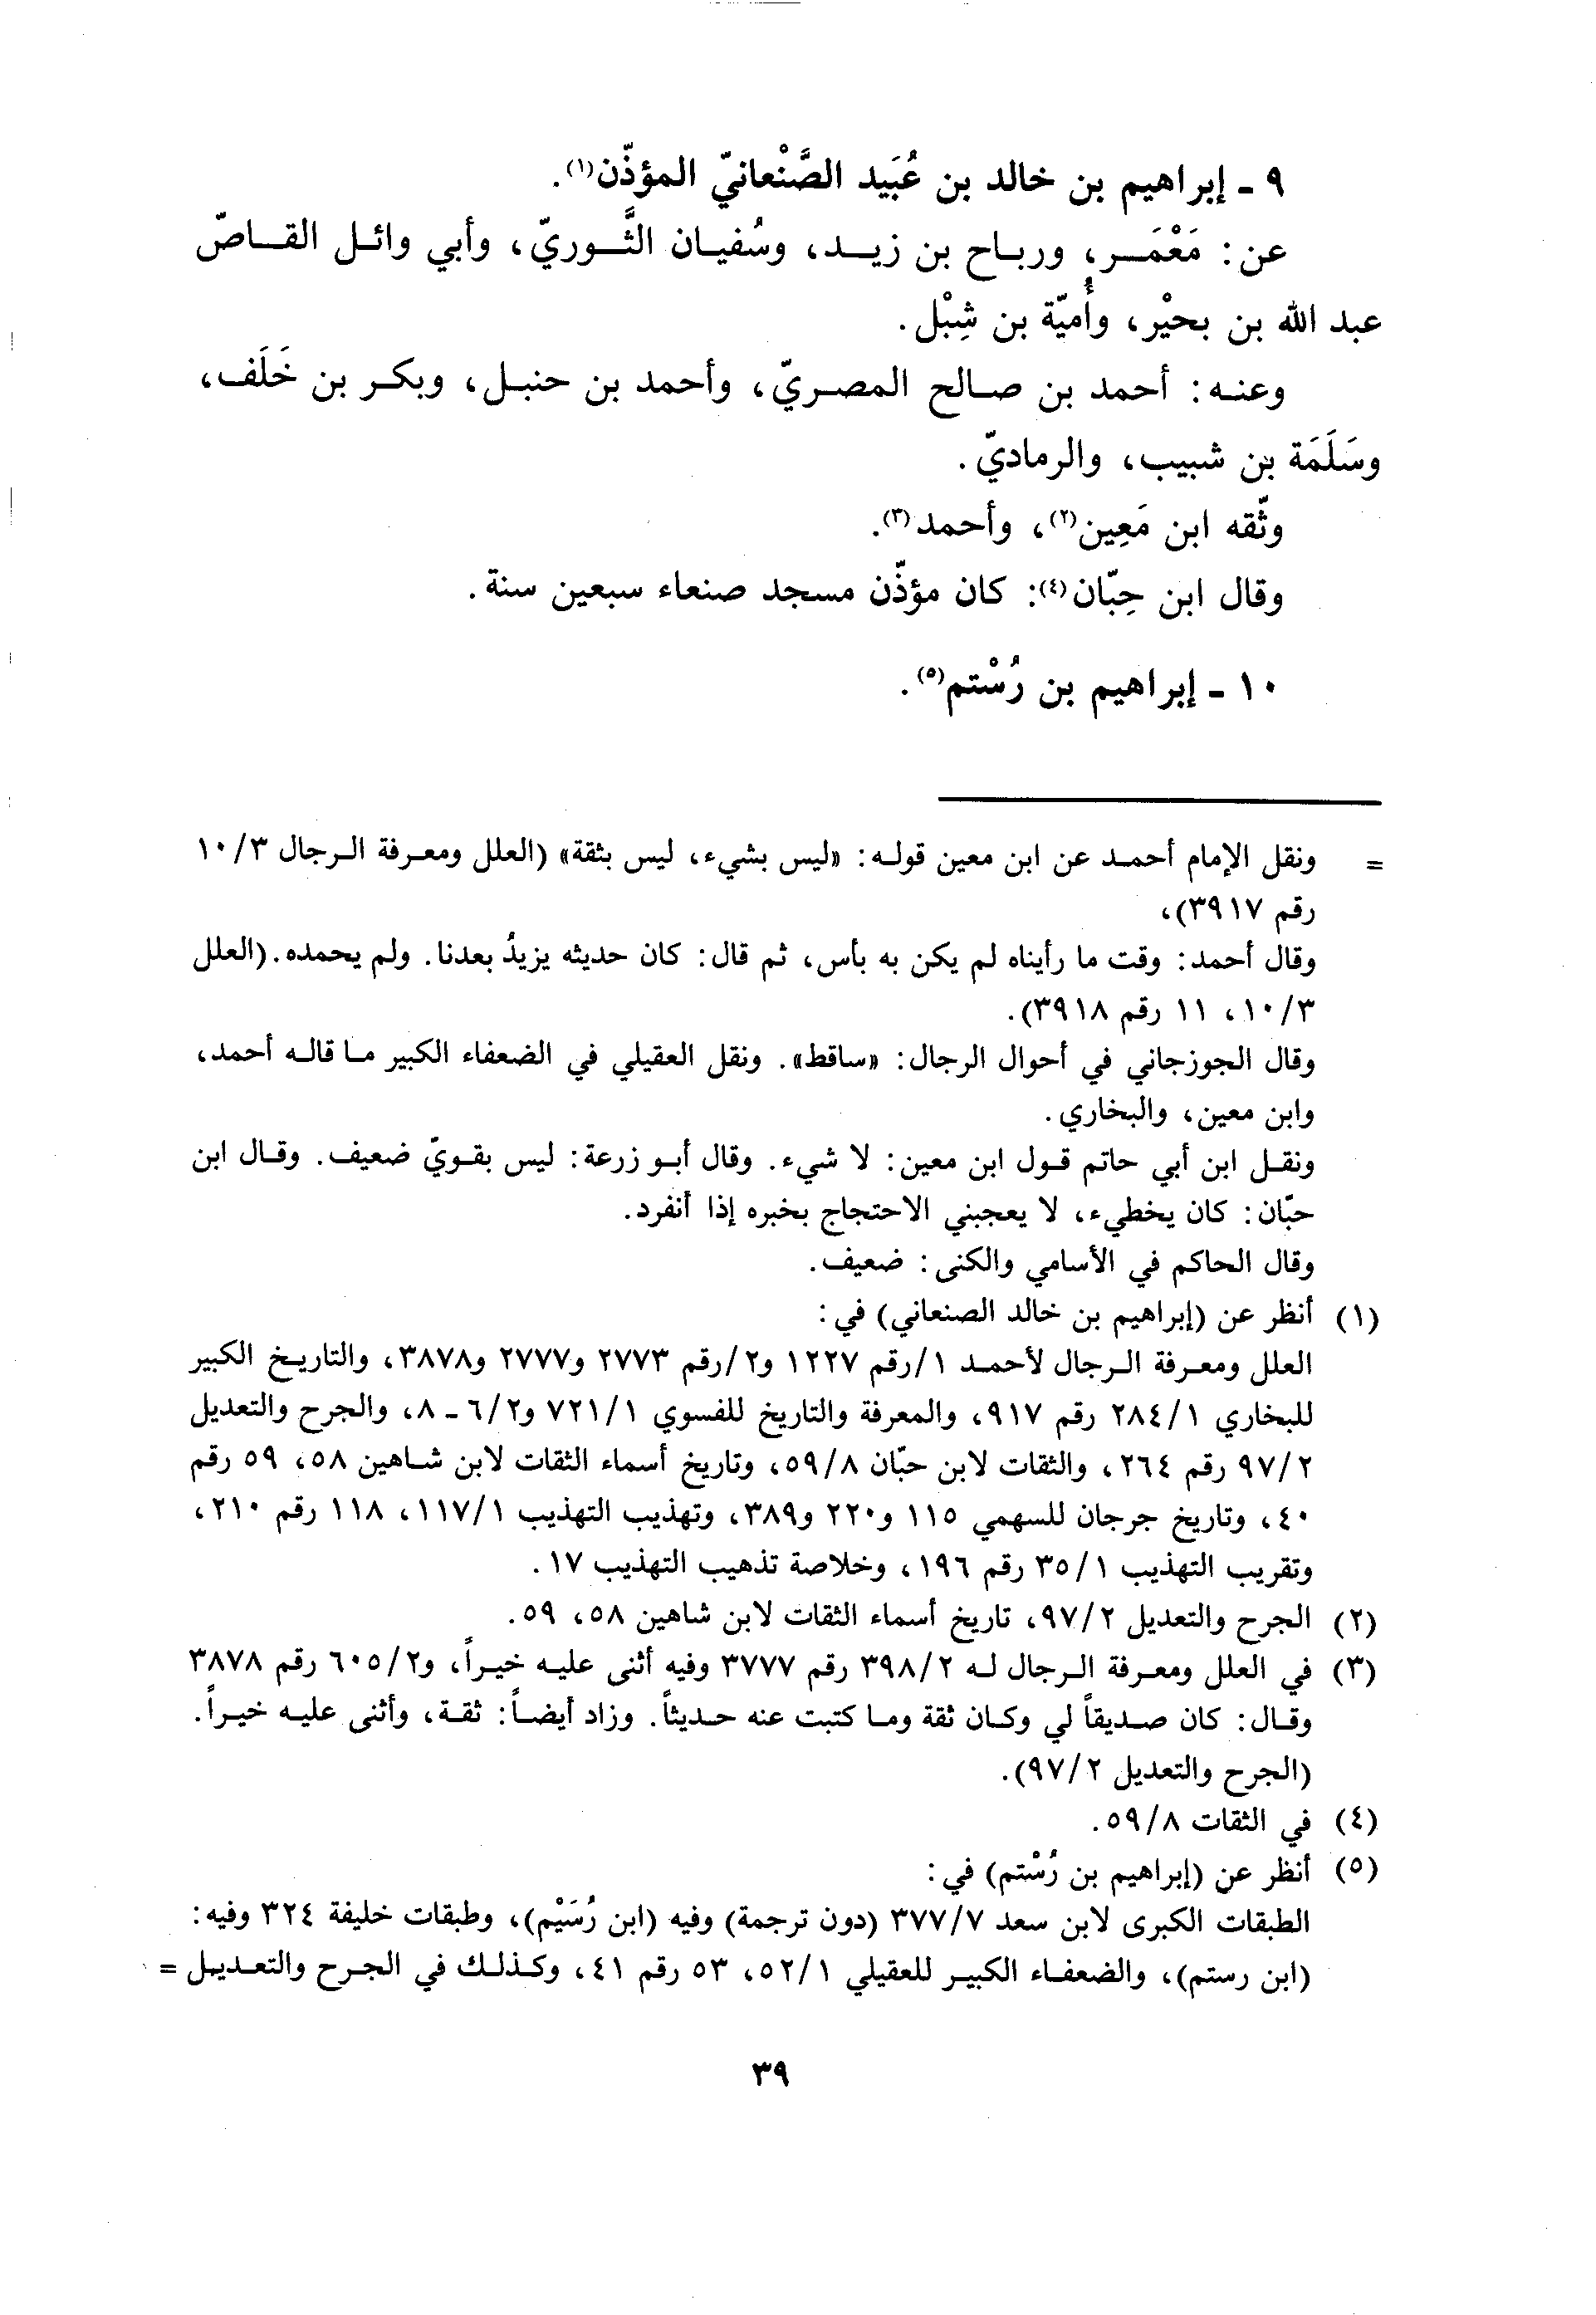 ٩ - إبراهيم بن خالد بن عُبَيد الصَّنْعانيّ المؤذّن(١).
عن: مَعْمَر، ورباح بن زيد، وسُفيان الثَّوريّ، وأبي وائل القاصّ
عبد الله بن بحيْر، وأُميّة بن شِبْل.
وعنه: أحمد بن صالح المصريّ، وأحمد بن حنبل، وبكر بن خَلَف،
وسَلَمَة بن شبيب، والرماديّ.
وثّقه ابن مَعِين(٢)، وأحمد(٣).
وقال ابن حِبّان(٤): كان مؤذّن مسجد صنعاء سبعين سنة.
١٠ - إبراهيم بن رُسْتم(٥).
= ونقل الإمام أحمد عن ابن معين قوله: «ليس بشيء، ليس بثقة» (العلل ومعرفة الرجال ١٠/٣
رقم ٣٩١٧)،
وقال أحمد: وقت ما رأيناه لم يكن به بأس، ثم قال: كان حديثه يزيدُ بعدنا. ولم يحمده. (العلل
١٠/٣، ١١ رقم ٣٩١٨).
وقال الجوزجاني في أحوال الرجال: «ساقط». ونقل العقيلي في الضعفاء الكبير ما قاله أحمد،
وابن معين، والبخاري.
ونقل ابن أبي حاتم قول ابن معين: لا شيء. وقال أبو زرعة: ليس بقويّ ضعيف. وقال ابن
حبّان: كان يخطيء، لا يعجبني الاحتجاج بخبره إذا أنفرد.
وقال الحاكم في الأسامي والكنى: ضعيف.
(١) أنظر عن (إبراهيم بن خالد الصنعاني) في:
العلل ومعرفة الرجال لأحمد ١/رقم ١٢٢٧ و٢/رقم ٢٧٧٣ و٢٧٧٧ و٣٨٧٨، والتاريخ الكبير
للبخاري ٢٨٤/١ رقم ٩١٧، والمعرفة والتاريخ للفسوي ٧٢١/١ و٦/٢ - ٨، والجرح والتعديل
٩٧/٢ رقم ٢٦٤، والثقات لابن حبّان ٥٩/٨، وتاريخ أسماء الثقات لابن شاهين ٥٨، ٥٩ رقم
٤٠، وتاريخ جرجان للسهمي ١١٥ و٢٢٠ و٣٨٩، وتهذيب التهذيب ١١٧/١، ١١٨ رقم ٢١٠،
وتقريب التهذيب ٣٥/١ رقم ١٩٦، وخلاصة تذهيب التهذيب ١٧.
(٢) الجرح والتعديل ٩٧/٢، تاريخ أسماء الثقات لابن شاهين ٥٨، ٥٩.
(٣) في العلل ومعرفة الرجال له ٣٩٨/٢ رقم ٣٧٧٧ وفيه أثنى عليه خيراً، و٦٠٥/٢ رقم ٣٨٧٨
وقال: كان صديقاً لي وكان ثقة وما كتبت عنه حديثاً. وزاد أيضاً: ثقة، وأثنى عليه خيراً.
(الجرح والتعديل ٩٧/٢).
(٤) في الثقات ٥٩/٨.
(٥) أنظر عن (إبراهيم بن رُسْتم) في:
الطبقات الكبرى لابن سعد ٣٧٧/٧ (دون ترجمة) وفيه (ابن رُسَيْم)، وطبقات خليفة ٣٢٤ وفيه:
(ابن رستم)، والضعفاء الكبير للعقيلي ٥٢/١، ٥٣ رقم ٤١، وكذلك في الجرح والتعديل =
٣٩